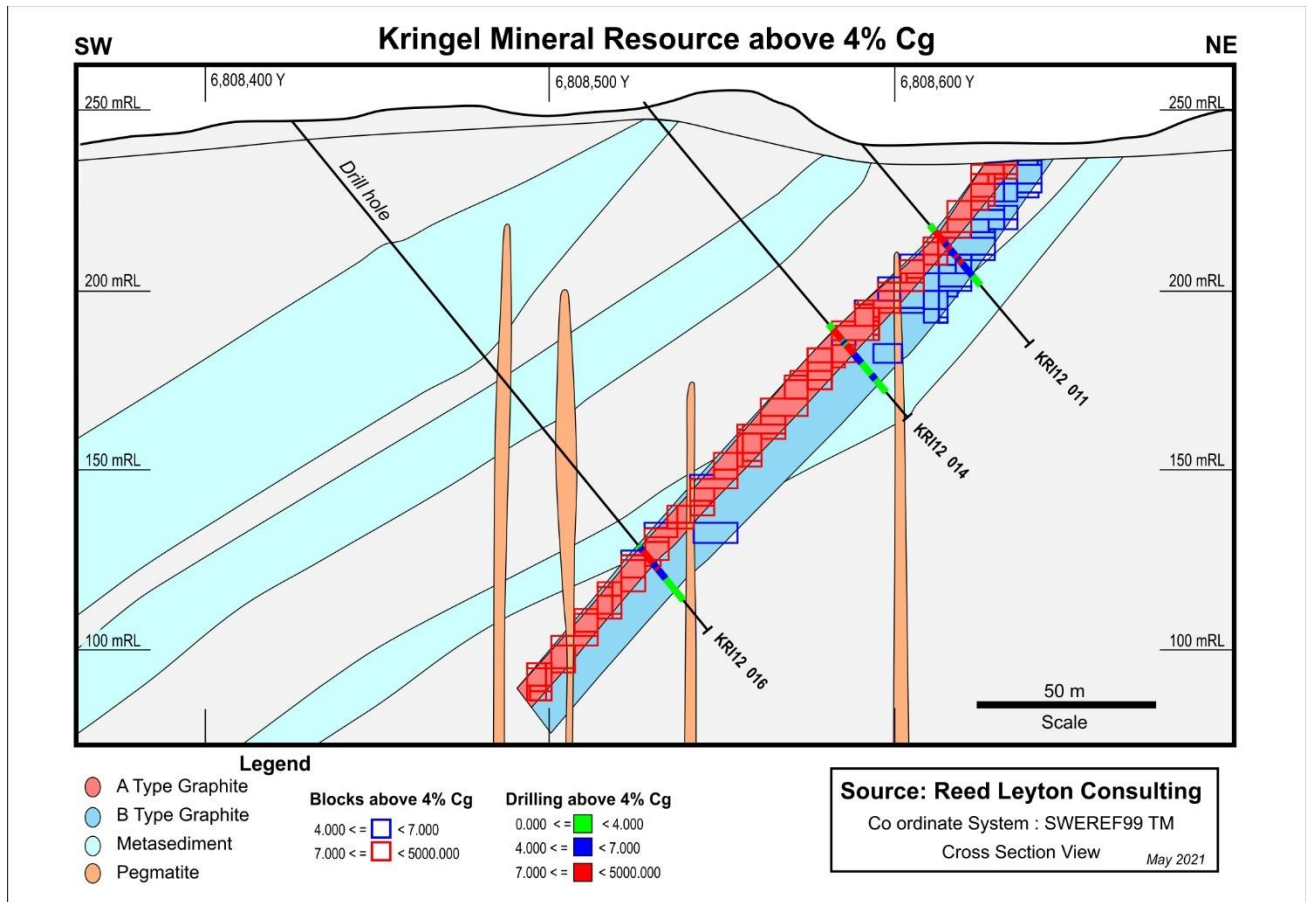 Kringel Mineral Resource above 4% Cg
SW
NE
6,808,400 Y
6,808,500 Y
6,808,600 Y
250 mRL
250 mRL
Drill hole
200 mRL
200 mRL
KRI12_011
150 mRL
150 mRL
KRI12_014
100 mRL
100 mRL
KRI12_016
50 m
Scale
Legend
A Type Graphite
B Type Graphite
Metasediment
Pegmatite
Blocks above 4% Cg
4.000 < = < 7.000
7.000 < = < 5000.000
Drilling above 4% Cg
0.000 < = < 4.000
4.000 < = < 7.000
7.000 < = < 5000.000
Source: Reed Leyton Consulting
Co ordinate System : SWEREF99 TM
Cross Section View
May 2021